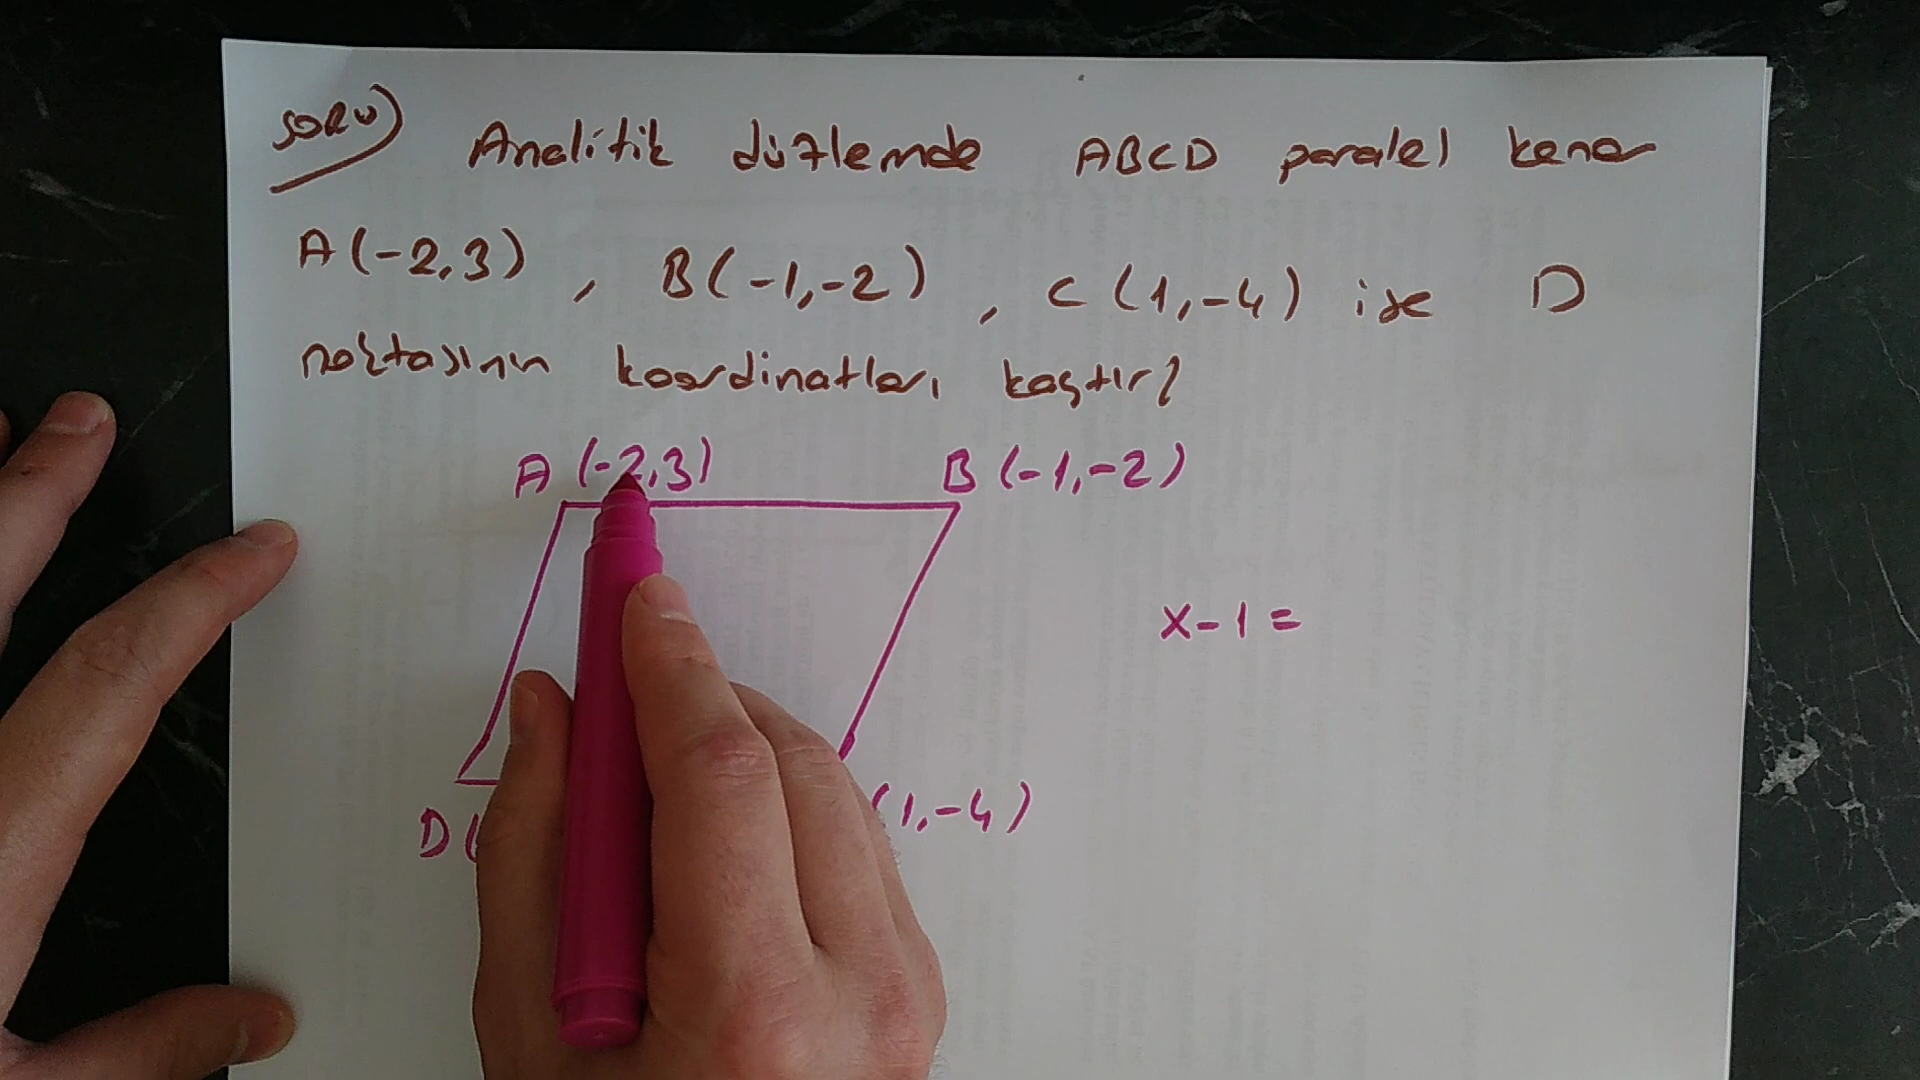 SORU) Analitik düzlemde ABCD paralel kenar
A(-2,3) , B(-1,-2) , C(1,-4) ise D
noktasının koordinatları kaçtır?
A (-2,3) B (-1,-2)
x-1=
D( (1,-4)